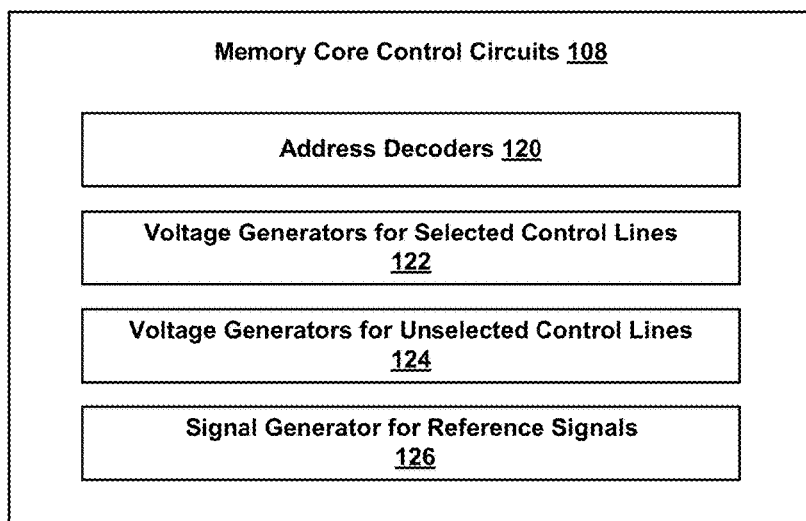 Memory Core Control Circuits 108
Address Decoders 120
Voltage Generators for Selected Control Lines
122
Voltage Generators for Unselected Control Lines
124
Signal Generator for Reference Signals
126